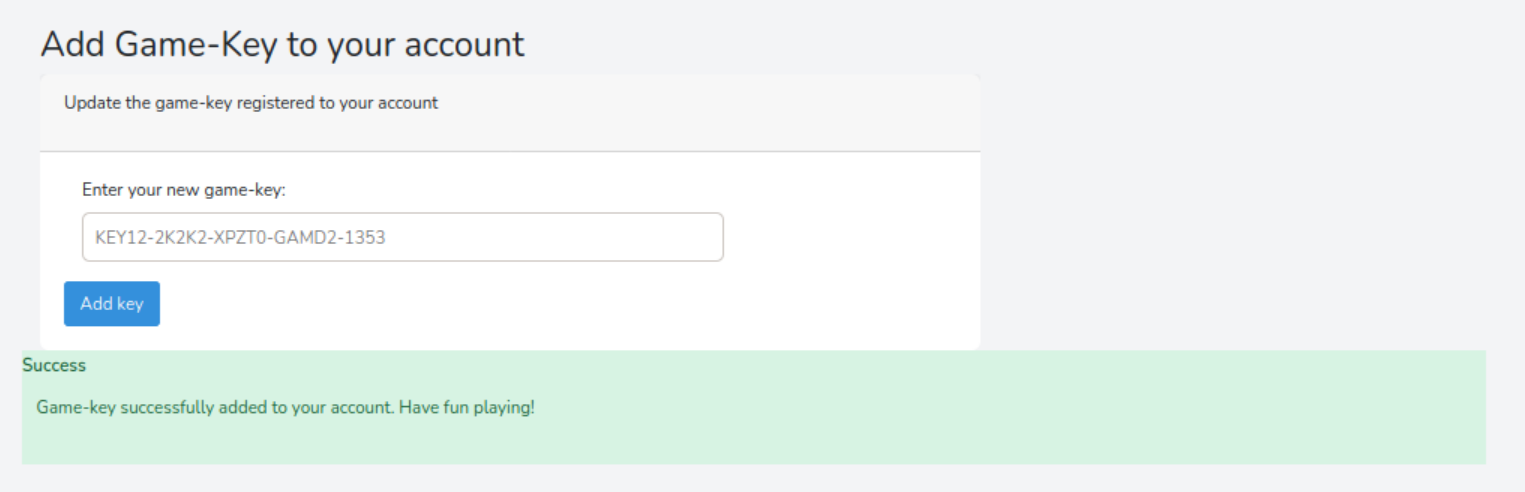 Add Game-Key to your account
Update the game-key registered to your account
Enter your new game-key:
KEY12-2K2K2-XPZT0-GAMD2-1353
Add key
Success
Game-key successfully added to your account. Have fun playing!